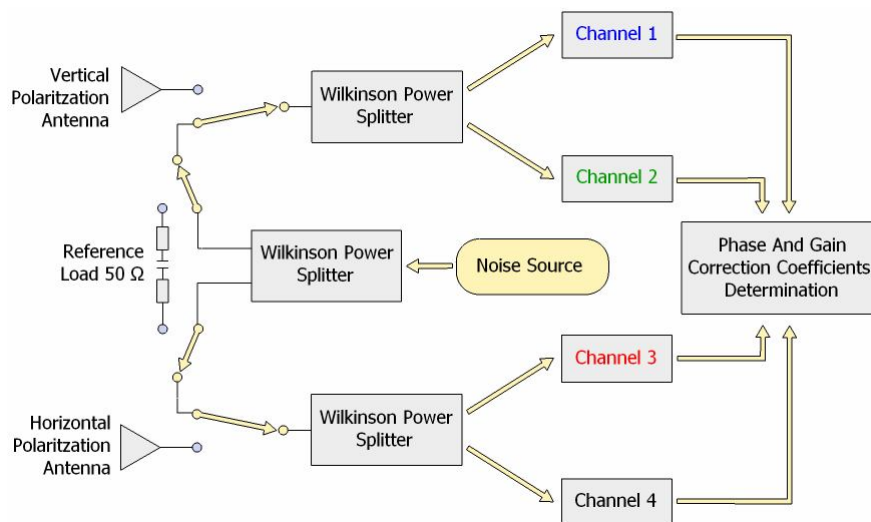 Vertical
Polaritzation
Antenna
Wilkinson Power
Splitter
Channel 1
Channel 2
Reference
Load 50 Ω
Wilkinson Power
Splitter
Noise Source
Phase And Gain
Correction Coefficients
Determination
Channel 3
Horizontal
Polaritzation
Antenna
Wilkinson Power
Splitter
Channel 4